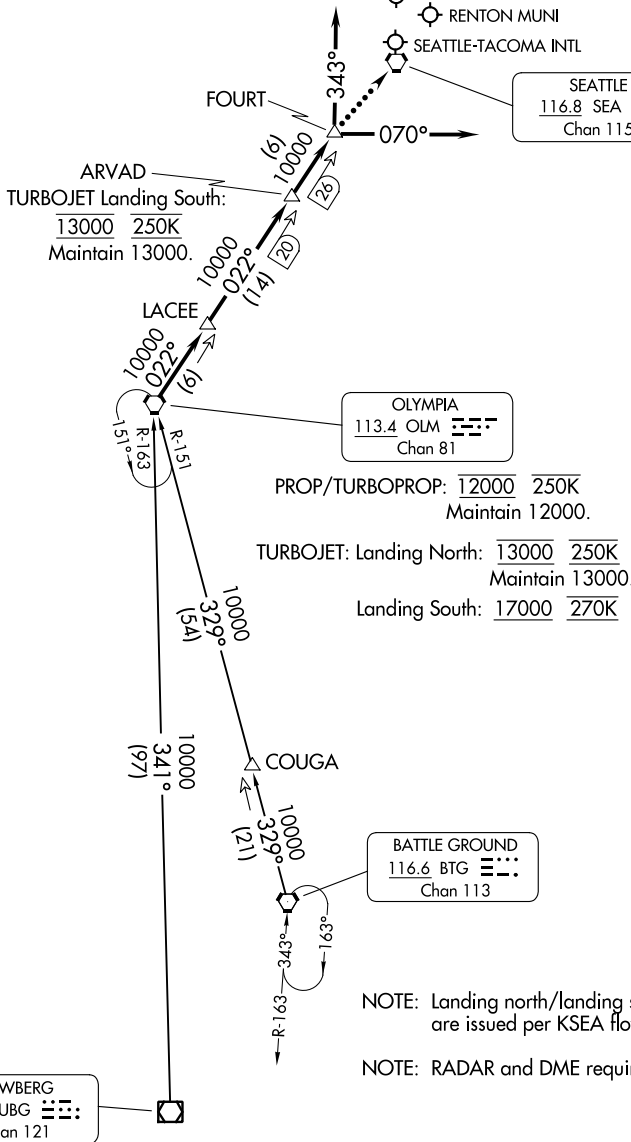 RENTON MUNI
SEATTLE-TACOMA INTL
SEATTLE
116.8 SEA
Chan 115
343°
FOURT
070°
(6)
10000
26
ARVAD
TURBOJET Landing South:
13000 250K
Maintain 13000.
10000
022°
(14)
20
LACEE
10000
022°
(6)
OLYMPIA
113.4 OLM
Chan 81
151°
R-163
R-151
PROP/TURBOPROP: 12000 250K
Maintain 12000.
TURBOJET: Landing North: 13000 250K
Maintain 13000.
Landing South: 17000 270K
10000
329°
(54)
10000
341°
(97)
COUGA
10000
329°
(21)
BATTLE GROUND
116.6 BTG
Chan 113
343°
163°
R-163
NOTE: Landing north/landing
are issued per KSEA
NOTE: RADAR and DME
UBG
121